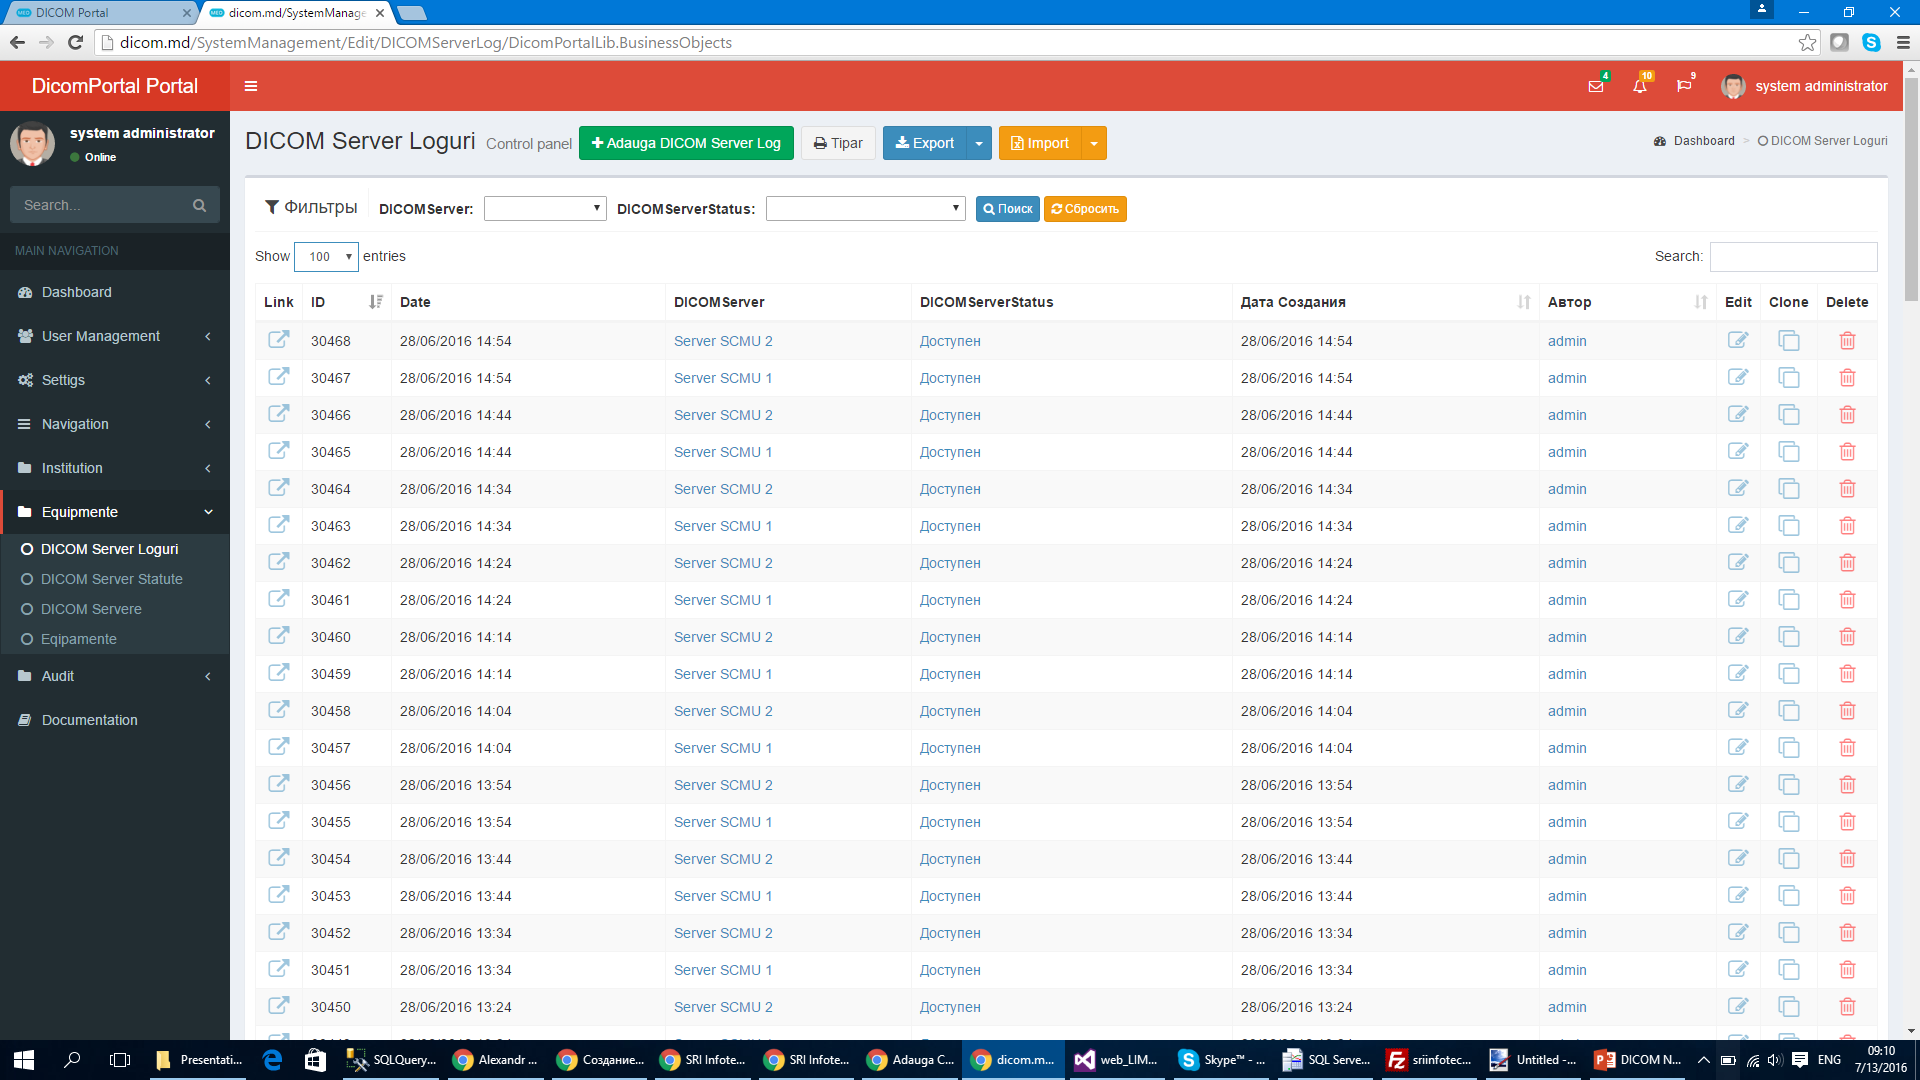 DICOM Portal
dicom.md/SystemManage
dicom.md/SystemManagement/Edit/DICOMServerLog/DicomPortalLib.BusinessObjects
DicomPortal Portal
4
10
9
system administrator
system administrator
Online
Search...
MAIN NAVIGATION
Dashboard
User Management
Settigs
Navigation
Institution
Equipmente
DICOM Server Loguri
DICOM Server Statute
DICOM Servere
Eqipamente
Audit
Documentation
DICOM Server Loguri Control panel
Adauga DICOM Server Log
Tipar
Export
Import
Dashboard > DICOM Server Loguri
Фильтры DICOMServer: DICOMServerStatus: Поиск Сбросить
Show 100 entries
Search:
Link ID Date DICOMServer DICOMServerStatus Дата Создания Автор Edit Clone Delete
30468 28/06/2016 14:54 Server SCMU 2 Доступен 28/06/2016 14:54 admin
30467 28/06/2016 14:54 Server SCMU 1 Доступен 28/06/2016 14:54 admin
30466 28/06/2016 14:44 Server SCMU 2 Доступен 28/06/2016 14:44 admin
30465 28/06/2016 14:44 Server SCMU 1 Доступен 28/06/2016 14:44 admin
30464 28/06/2016 14:34 Server SCMU 2 Доступен 28/06/2016 14:34 admin
30463 28/06/2016 14:34 Server SCMU 1 Доступен 28/06/2016 14:34 admin
30462 28/06/2016 14:24 Server SCMU 2 Доступен 28/06/2016 14:24 admin
30461 28/06/2016 14:24 Server SCMU 1 Доступен 28/06/2016 14:24 admin
30460 28/06/2016 14:14 Server SCMU 2 Доступен 28/06/2016 14:14 admin
30459 28/06/2016 14:14 Server SCMU 1 Доступен 28/06/2016 14:14 admin
30458 28/06/2016 14:04 Server SCMU 2 Доступен 28/06/2016 14:04 admin
30457 28/06/2016 14:04 Server SCMU 1 Доступен 28/06/2016 14:04 admin
30456 28/06/2016 13:54 Server SCMU 2 Доступен 28/06/2016 13:54 admin
30455 28/06/2016 13:54 Server SCMU 1 Доступен 28/06/2016 13:54 admin
30454 28/06/2016 13:44 Server SCMU 2 Доступен 28/06/2016 13:44 admin
30453 28/06/2016 13:44 Server SCMU 1 Доступен 28/06/2016 13:44 admin
30452 28/06/2016 13:34 Server SCMU 2 Доступен 28/06/2016 13:34 admin
30451 28/06/2016 13:34 Server SCMU 1 Доступен 28/06/2016 13:34 admin
30450 28/06/2016 13:24 Server SCMU 2 Доступен 28/06/2016 13:24 admin
Presentati... SQLQuery... Alexandr ... Создание... SRI Infote... SRI Infote... Adauga C... dicom.m... web_LIM... Skype™ - ... SQL Serve... sriinfotec... Untitled -... DICOM N... ENG
09:10
7/13/2016